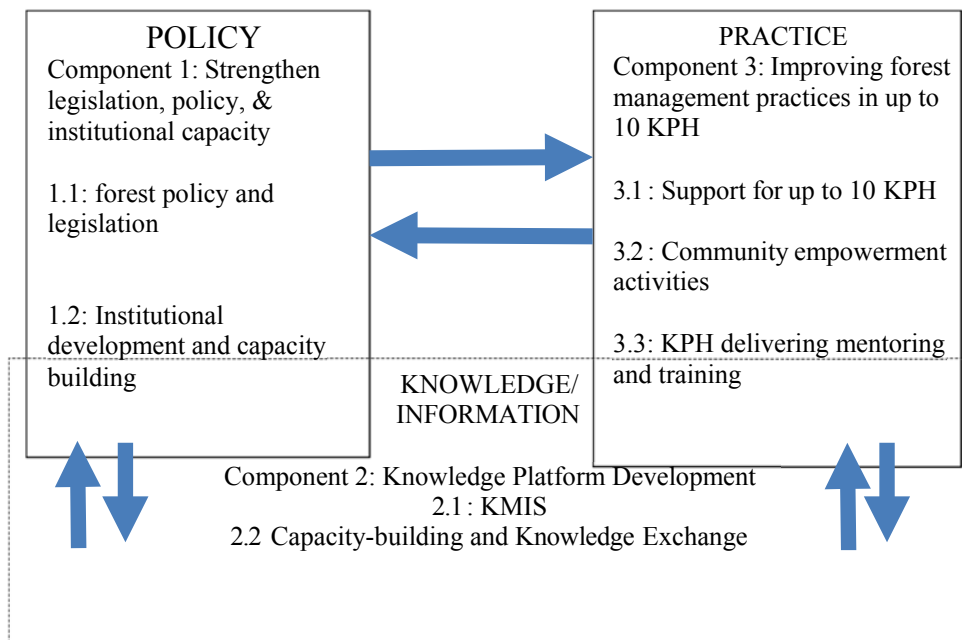 POLICY
Component 1: Strengthen
legislation, policy, &
institutional capacity
1.1: forest policy and
legislation
1.2: Institutional
development and capacity
building
PRACTICE
Component 3: Improving forest
management practices in up to
10 KPH
3.1 : Support for up to 10 KPH
3.2 : Community empowerment
activities
3.3: KPH delivering mentoring
and training
KNOWLEDGE/
INFORMATION
Component 2: Knowledge Platform Development
2.1 : KMIS
2.2 Capacity-building and Knowledge Exchange